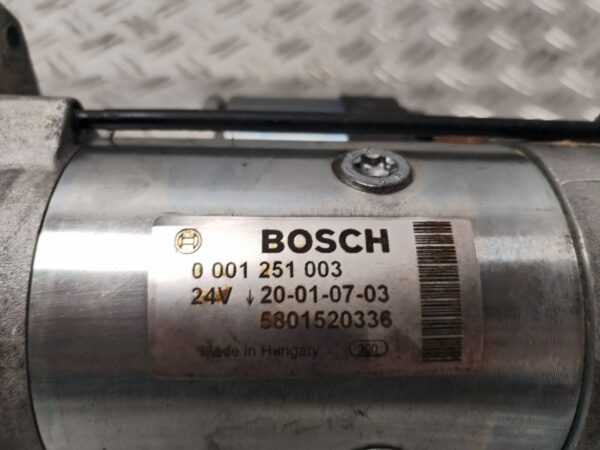 BOSCH
0 001 251 003
24V ↓ 20-01-07-03
5801520336
Made in Hungary